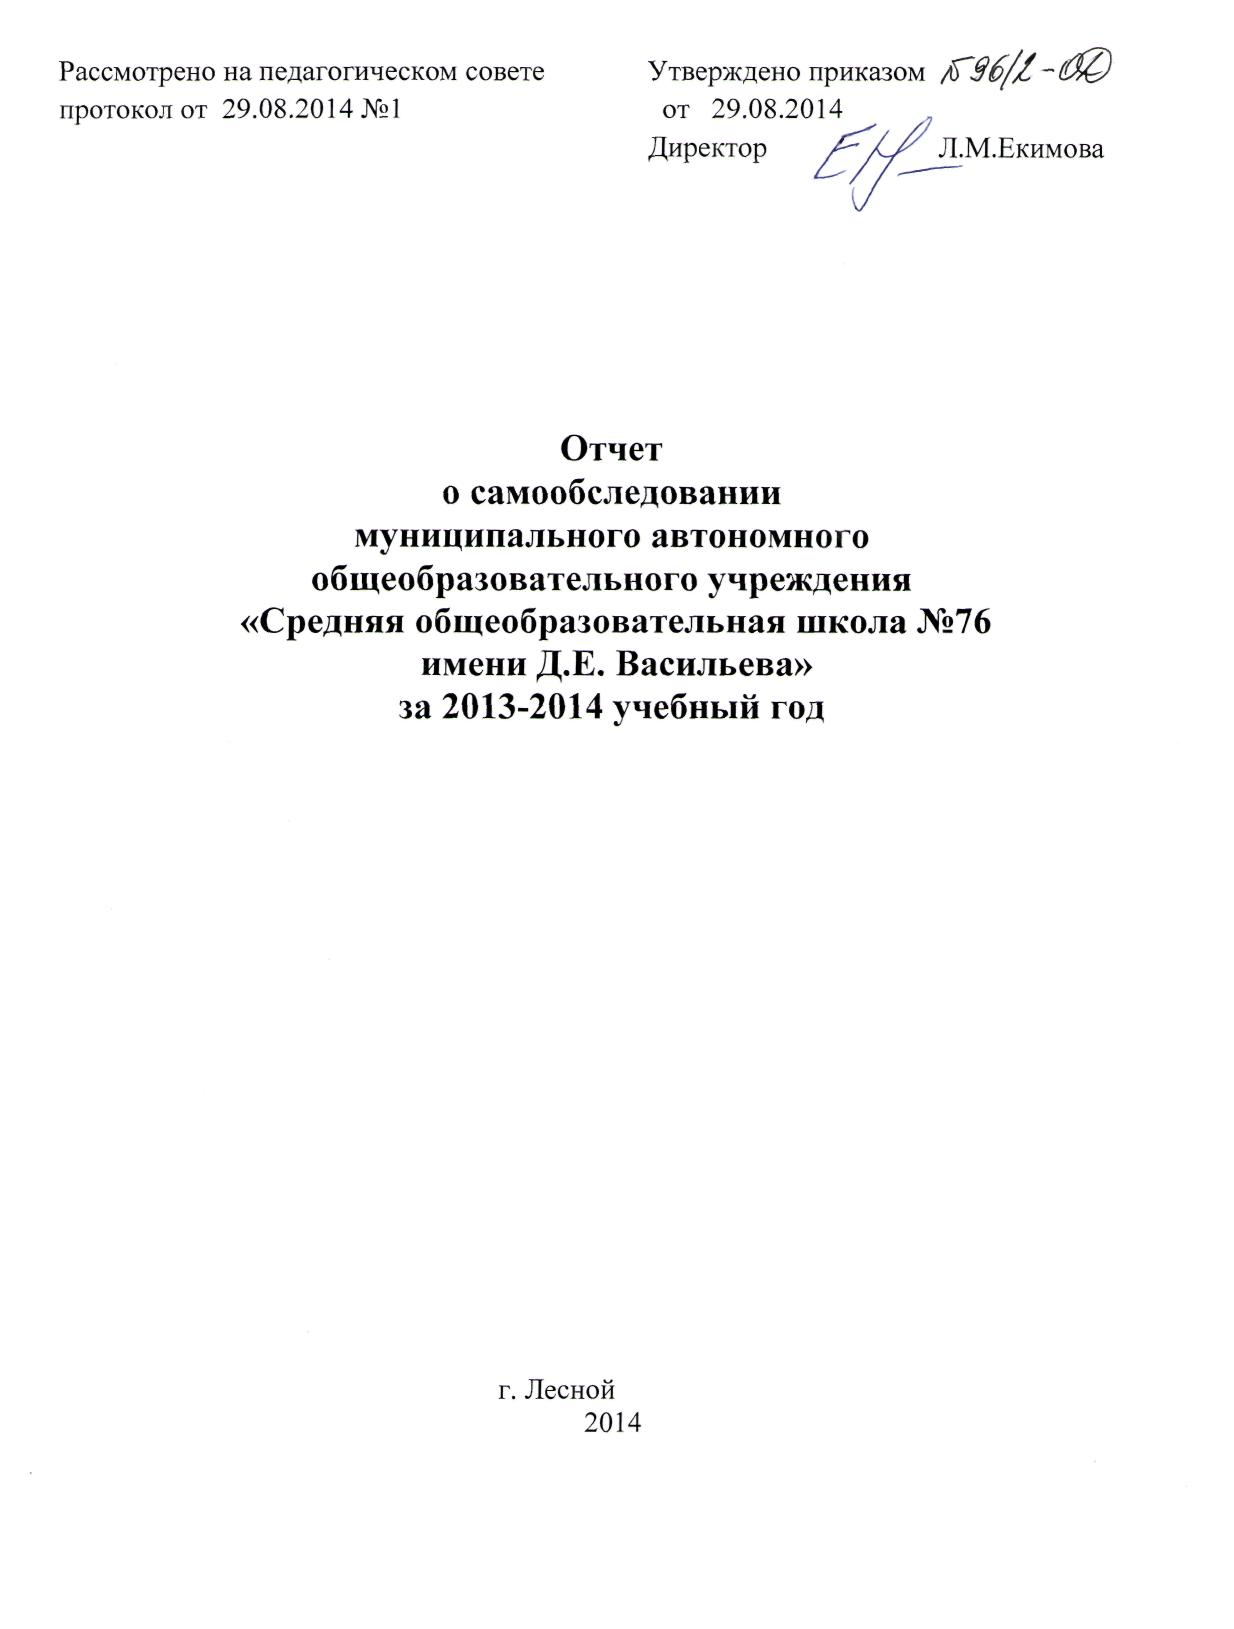 Рассмотрено на педагогическом совете
протокол от 29.08.2014 №1
Утверждено приказом №96/2-ОД
от 29.08.2014
Директор Л.М.Екимова
Отчет
о самообследовании
муниципального автономного
общеобразовательного учреждения
«Средняя общеобразовательная школа №76
имени Д.Е. Васильева»
за 2013-2014 учебный год
г. Лесной
2014